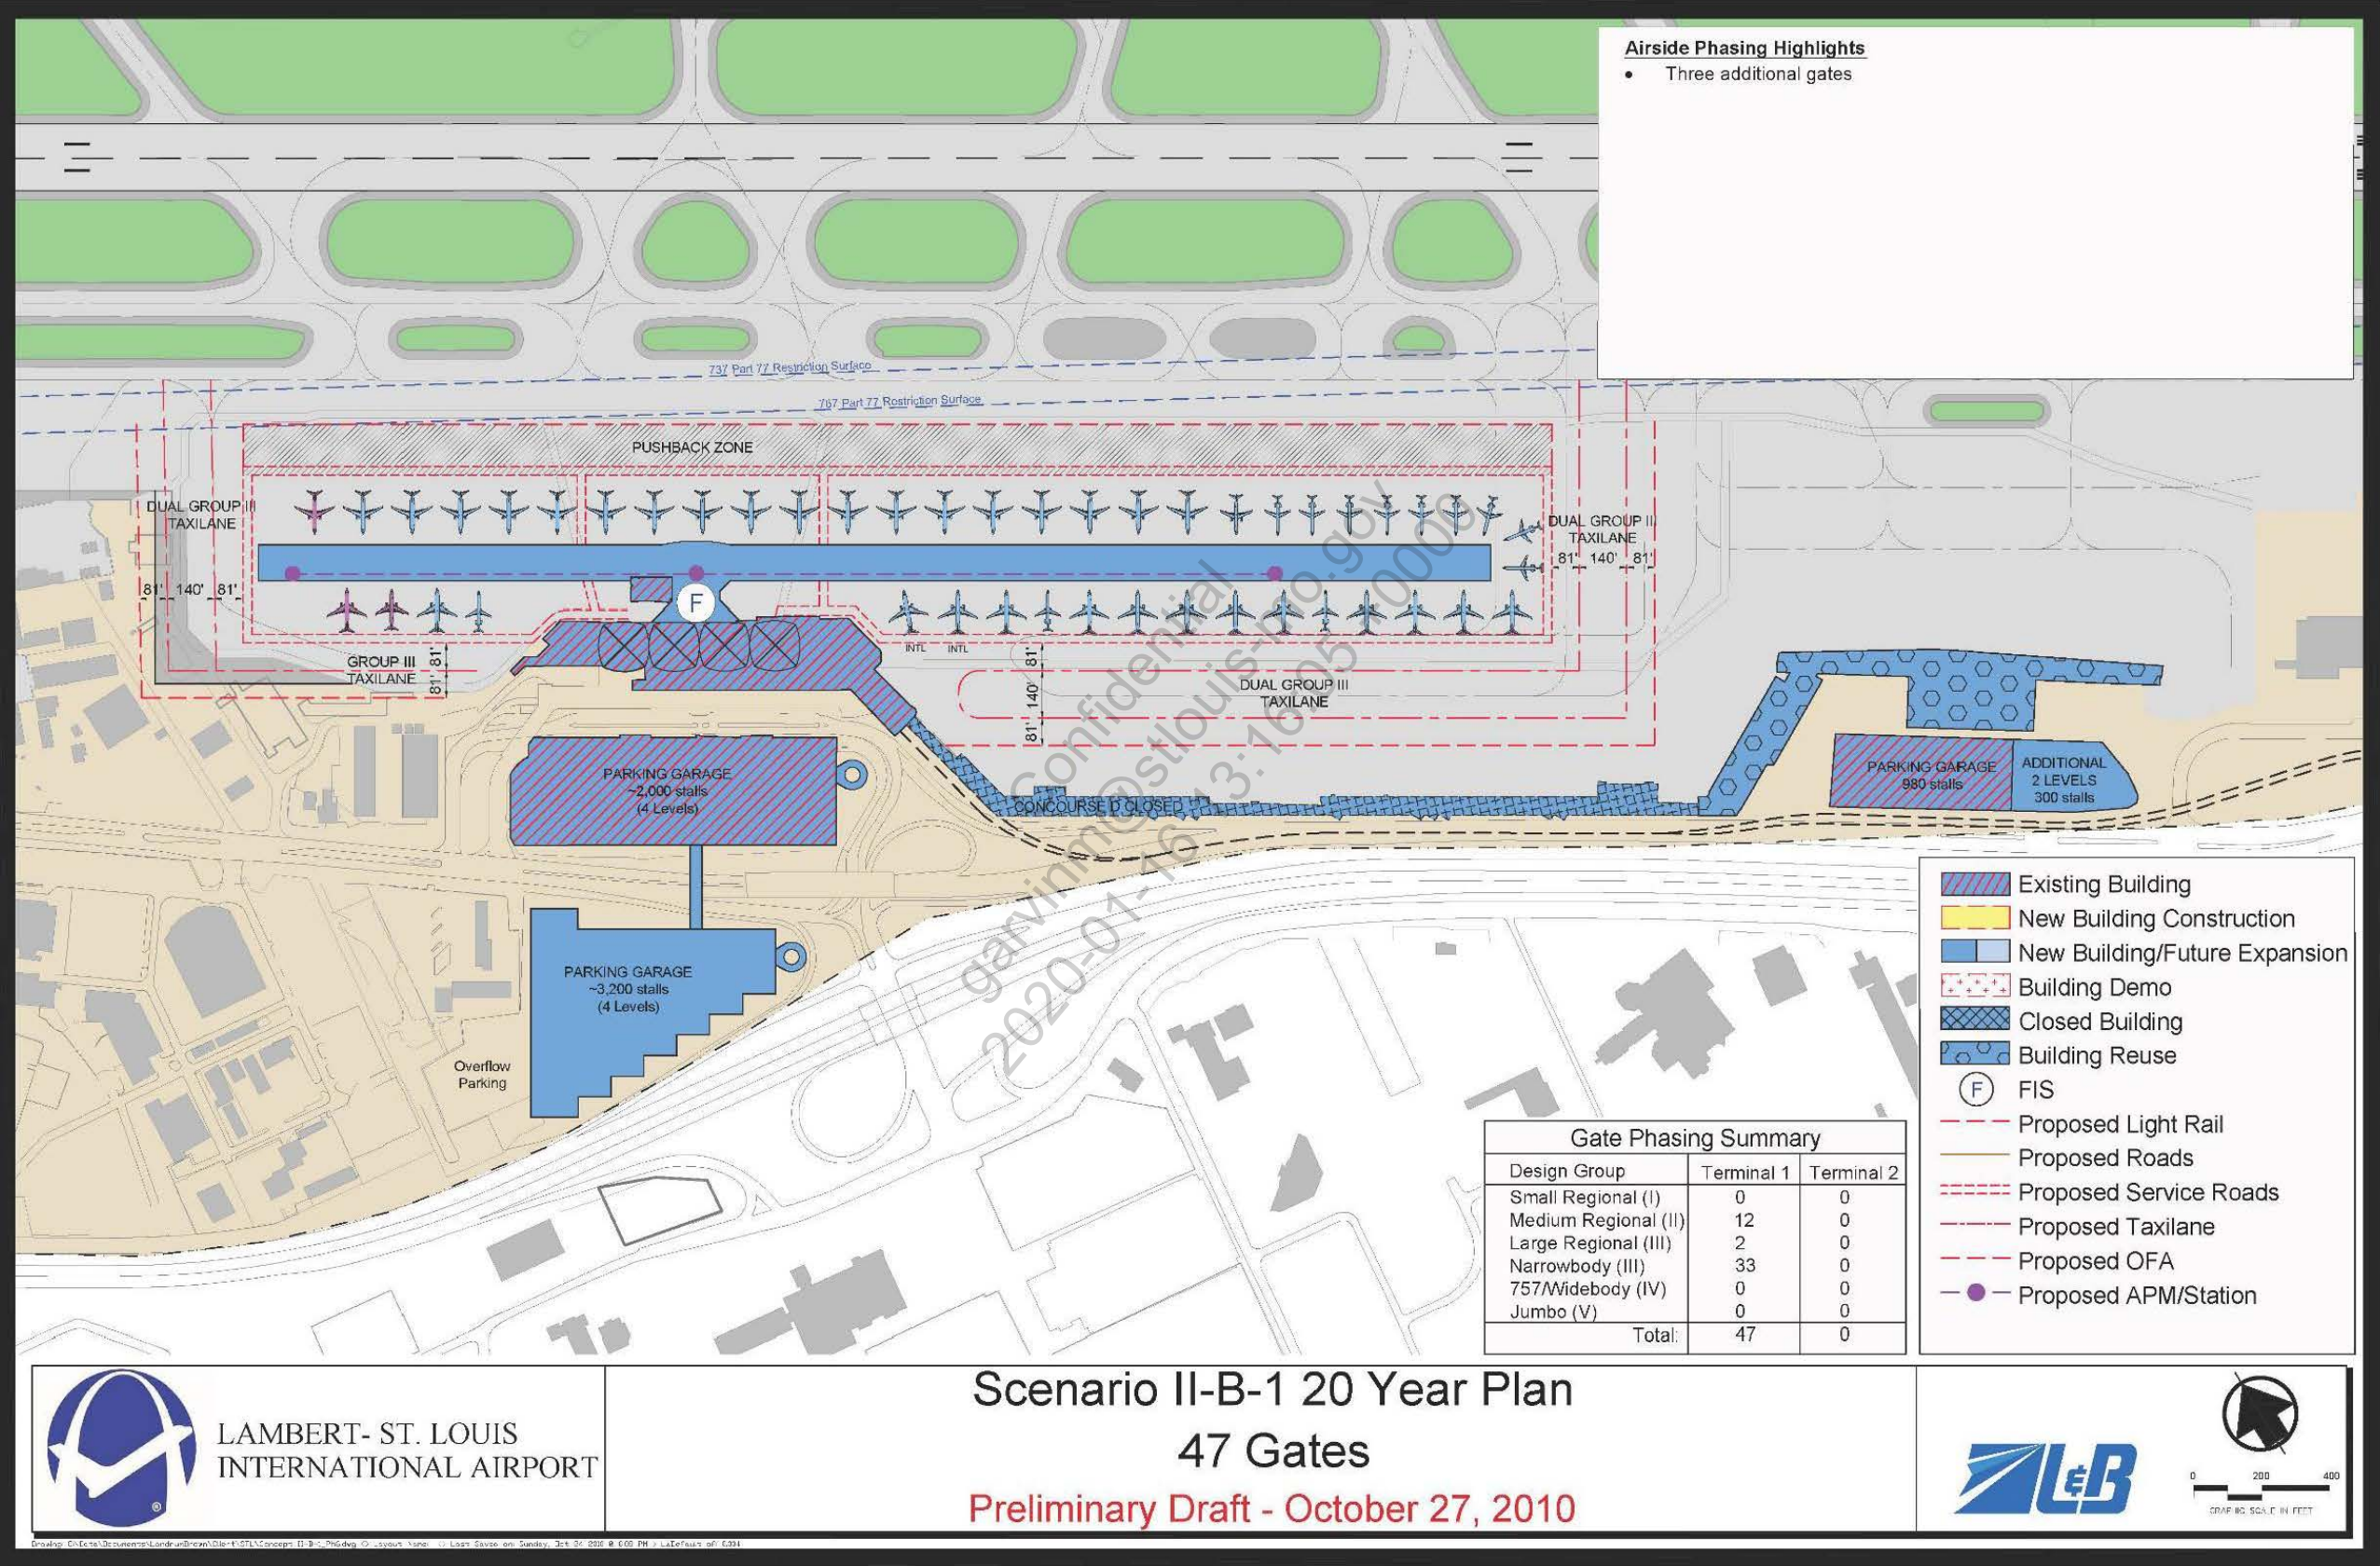 Airside Phasing Highlights
• Three additional gates
737 Part 77 Restriction Surface
767 Part 77 Restriction Surface
PUSHBACK ZONE
DUAL GROUP III
TAXILANE
81' 140' 81'
DUAL GROUP II
TAXILANE
81' 140' 81'
F
GROUP III
TAXILANE
81' 81'
INTL INTL
81' 140' 81'
DUAL GROUP III
TAXILANE
PARKING GARAGE
~2,000 stalls
(4 Levels)
CONCOURSE D CLOSED
PARKING GARAGE
980 stalls
ADDITIONAL
2 LEVELS
300 stalls
PARKING GARAGE
~3,200 stalls
(4 Levels)
Overflow
Parking
Confidential
garvinm@stlouis-mo.gov
2020-01-16 13:16:05 +0000
Existing Building
New Building Construction
New Building/Future Expansion
Building Demo
Closed Building
Building Reuse
F FIS
Proposed Light Rail
Proposed Roads
Proposed Service Roads
Proposed Taxilane
Proposed OFA
Proposed APM/Station
Gate Phasing Summary
Design Group Terminal 1 Terminal 2
Small Regional (I) 0 0
Medium Regional (II) 12 0
Large Regional (III) 2 0
Narrowbody (III) 33 0
757/Widebody (IV) 0 0
Jumbo (V) 0 0
Total: 47 0
LAMBERT- ST. LOUIS
INTERNATIONAL AIRPORT
®
Scenario II-B-1 20 Year Plan
47 Gates
Preliminary Draft - October 27, 2010
L&B
0 200 400
GRAPHIC SCALE IN FEET